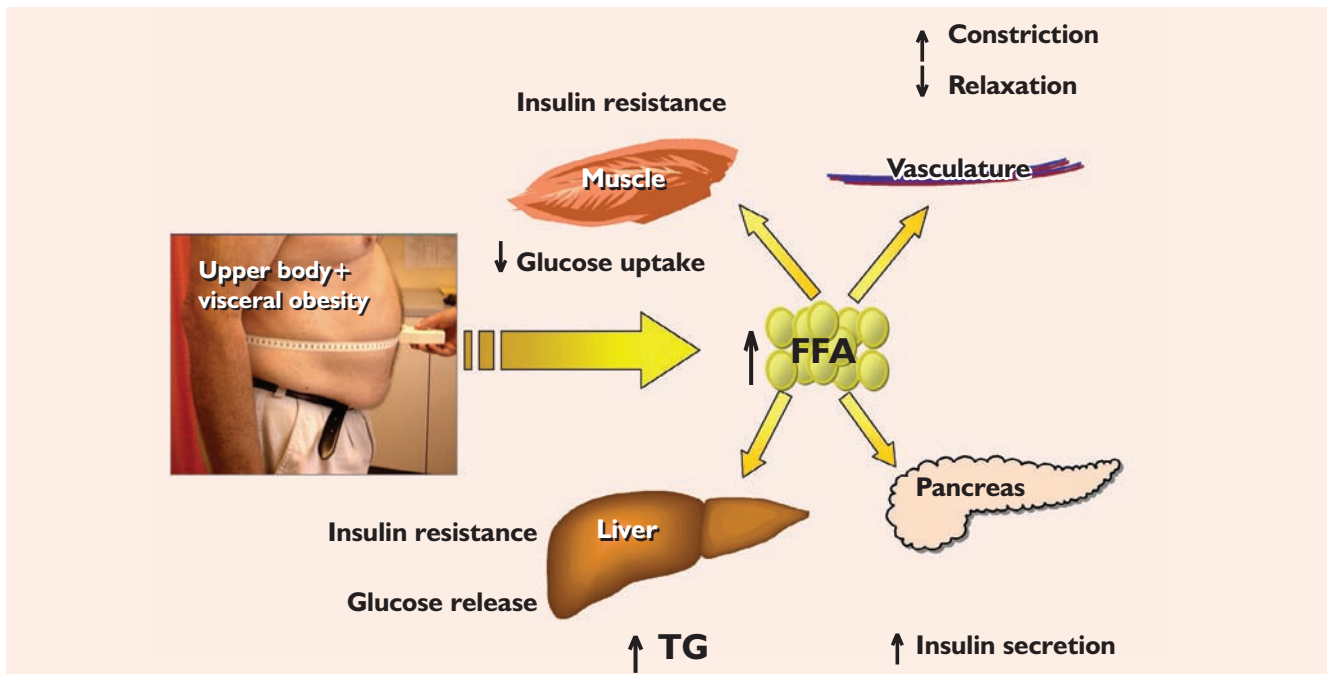 ↑ Constriction
↓ Relaxation
Insulin resistance
Muscle
Vasculature
↓ Glucose uptake
Upper body+
visceral obesity
↑ FFA
Pancreas
Insulin resistance
Liver
Glucose release
↑ TG
↑ Insulin secretion